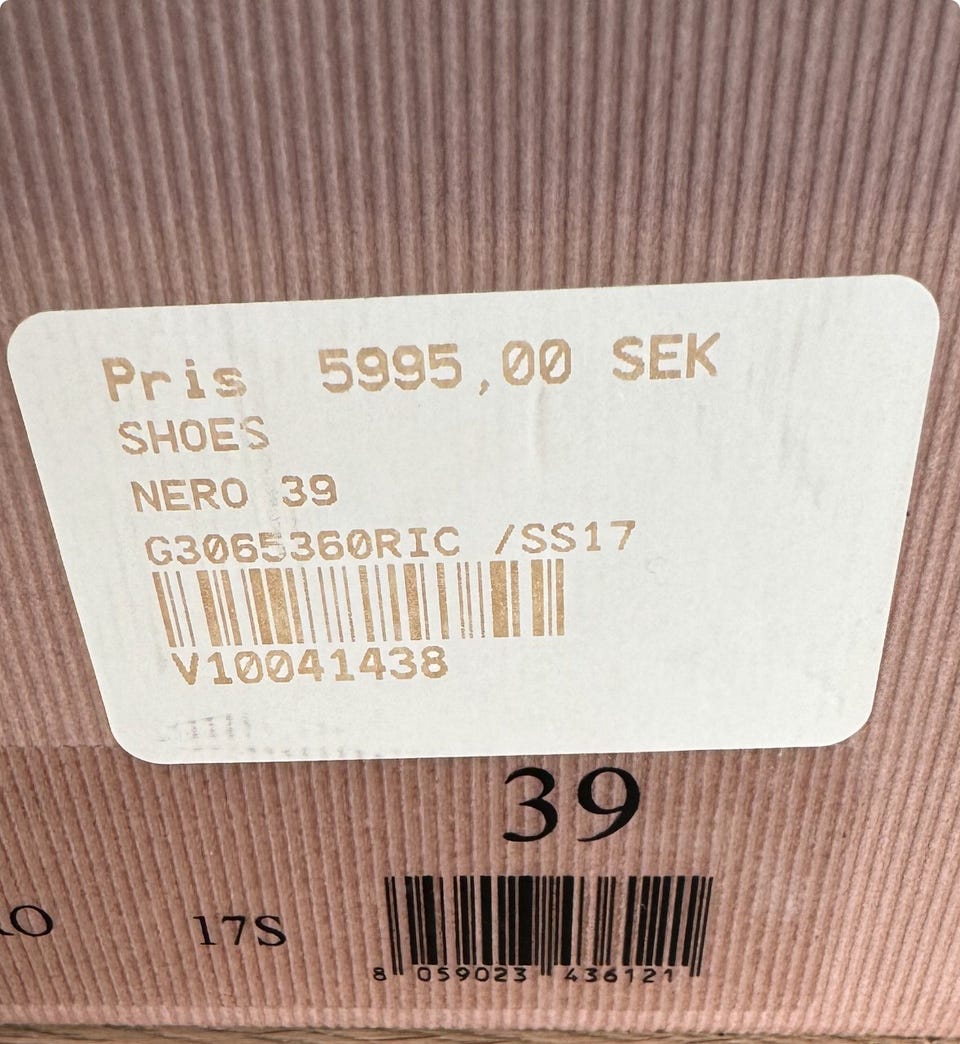 Pris 5995,00 SEK
SHOES
NERO 39
G3065360RIC /SS17
V10041438
39
17S
8 059023 436121